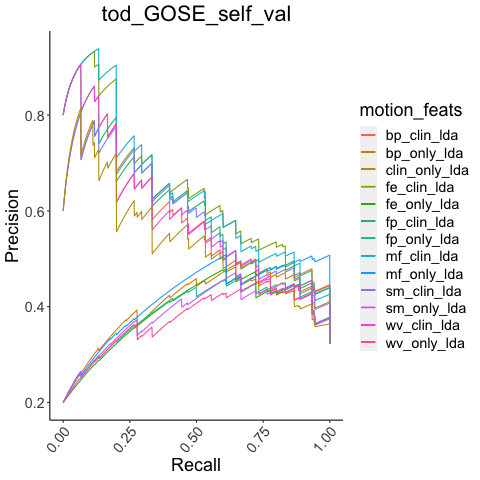 tod_GOSE_self_val
Precision
0.8
0.6
0.4
0.2
0.00
0.25
0.50
0.75
1.00
Recall
motion_feats
bp_clin_lda
bp_only_lda
clin_only_lda
fe_clin_lda
fe_only_lda
fp_clin_lda
fp_only_lda
mf_clin_lda
mf_only_lda
sm_clin_lda
sm_only_lda
wv_clin_lda
wv_only_lda